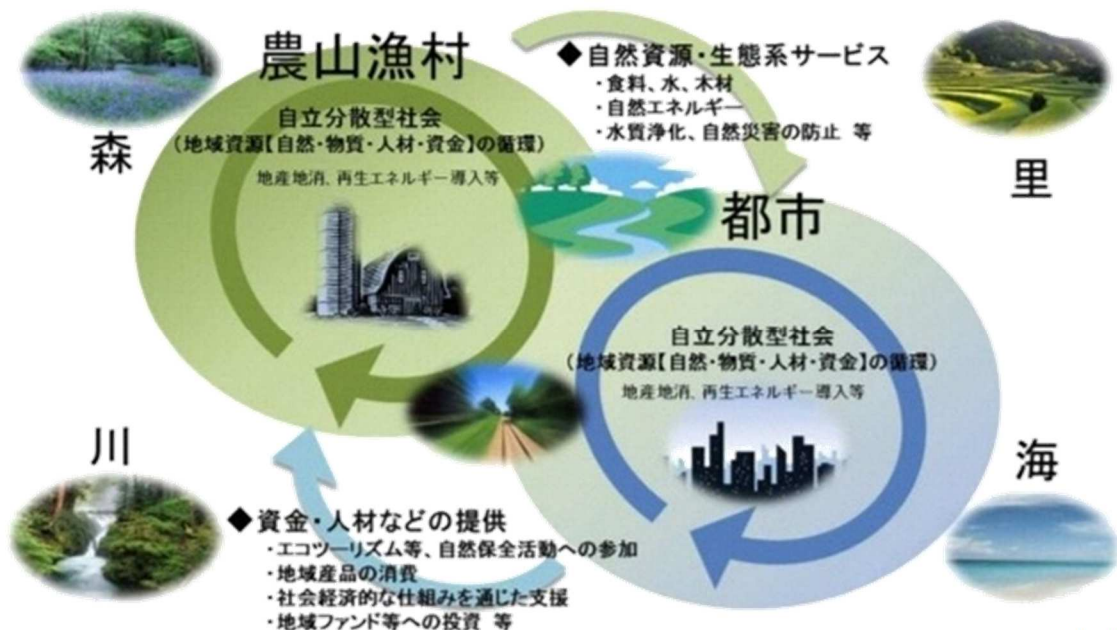 農山漁村
自立分散型社会
(地域資源【自然・物質・人材・資金】の循環)
地産地消、再生エネルギー導入等
◆自然資源・生態系サービス
・食料、水、木材
・自然エネルギー
・水質浄化、自然災害の防止 等
森
里
都市
自立分散型社会
(地域資源【自然・物質・人材・資金】の循環)
地産地消、再生エネルギー導入等
川
海
◆資金・人材などの提供
・エコツーリズム等、自然保全活動への参加
・地域産品の消費
・社会経済的な仕組みを通じた支援
・地域ファンド等への投資 等